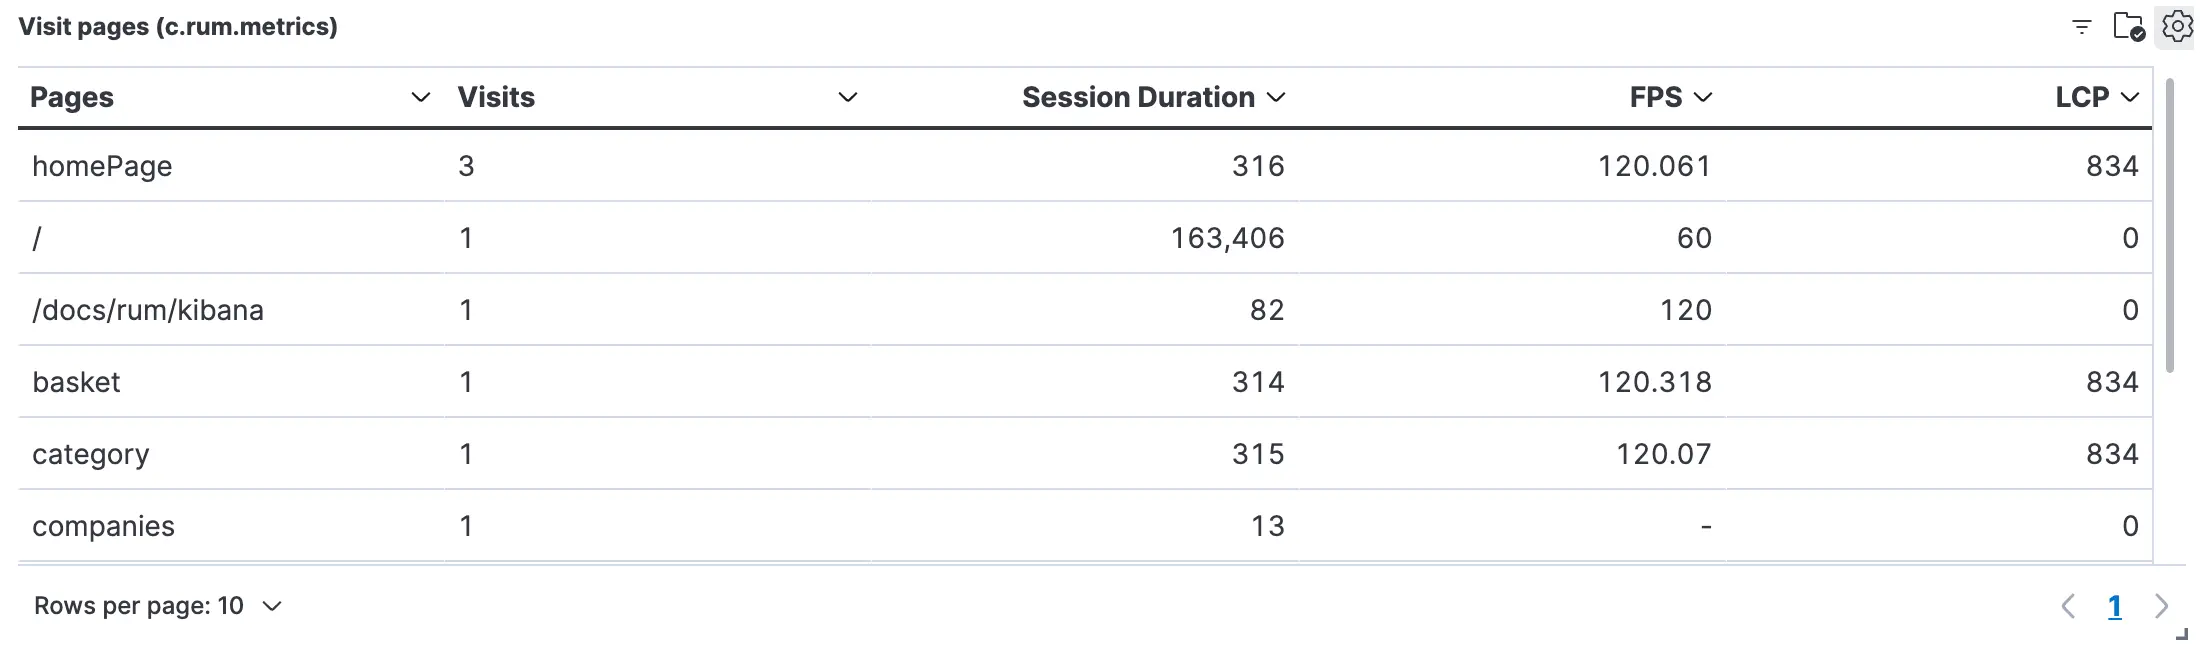 Visit pages (c.rum.metrics)
Pages Visits Session Duration FPS LCP
homePage 3 316 120.061 834
/ 1 163,406 60 0
/docs/rum/kibana 1 82 120 0
basket 1 314 120.318 834
category 1 315 120.07 834
companies 1 13 - 0
Rows per page: 10 1